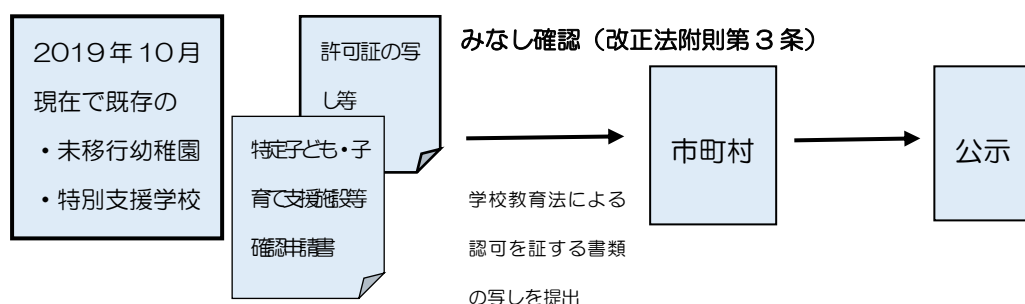 みなし確認（改正法附則第３条）
２０１９年１０月
現在で既存の
・未移行幼稚園
・特別支援学校
許可証の写
し等
特定子ども・子
育て支援施設等
確認申請書
学校教育法による
認可を証する書類
の写しを提出
市町村
公示